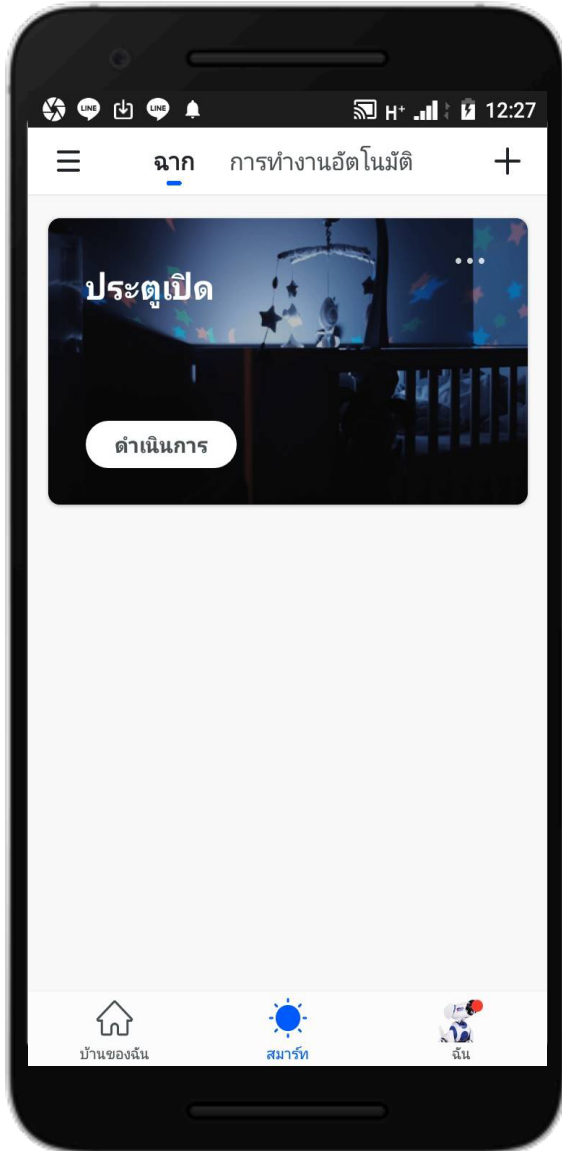 LINE LINE H+ 12:27
ฉาก การทำงานอัตโนมัติ
ประตูเปิด
ดำเนินการ
บ้านของฉัน สมาร์ท ฉัน